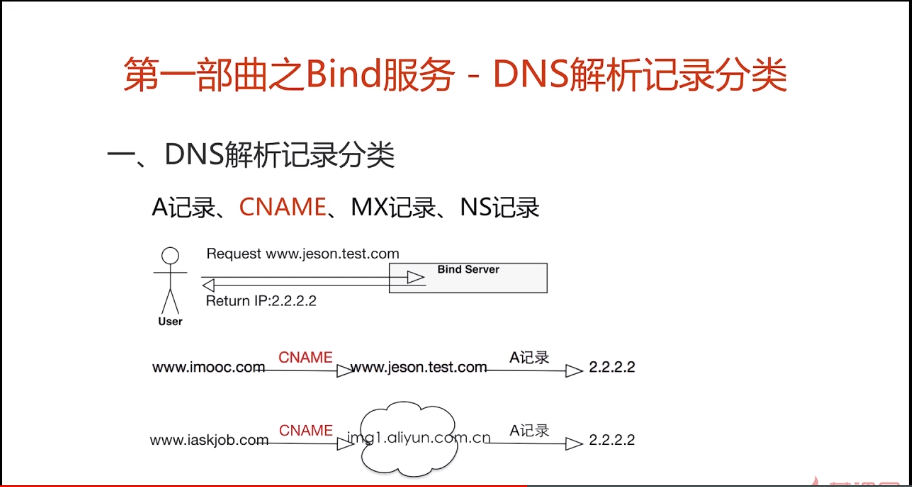 第一部曲之Bind服务 - DNS解析记录分类
一、DNS解析记录分类
A记录、CNAME、MX记录、NS记录
Request www.jeson.test.com
Bind Server
Return IP:2.2.2.2
User
www.imooc.com CNAME www.jeson.test.com A记录 2.2.2.2
www.iaskjob.com CNAME img1.aliyun.com.cn A记录 2.2.2.2